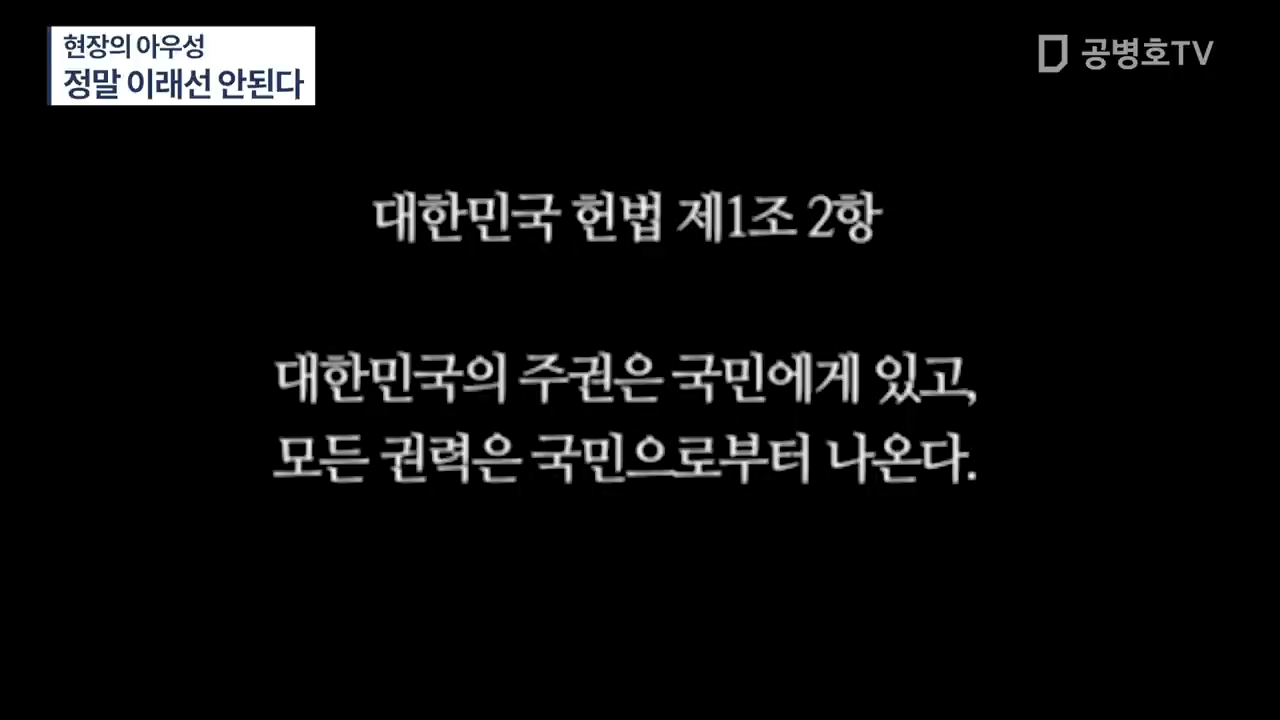 현장의 아우성
정말 이래선 안된다
공병호TV
대한민국 헌법 제1조 2항
대한민국의 주권은 국민에게 있고,
모든 권력은 국민으로부터 나온다.